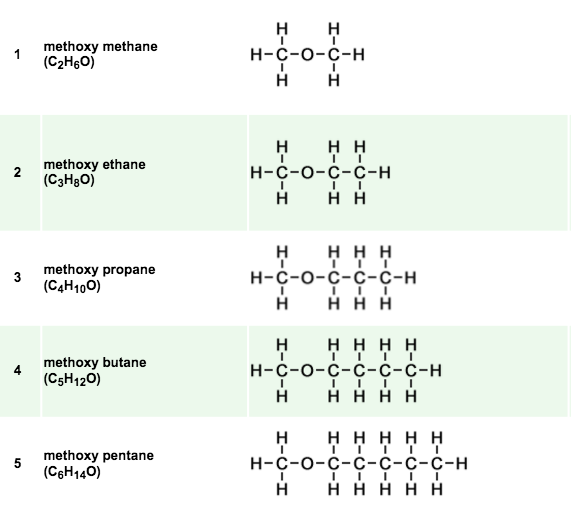 H H
1 methoxy methane H-C-O-C-H
(C₂H₆O)
H H
H H H
2 methoxy ethane H-C-O-C-C-H
(C₃H₈O)
H H H
H H H H
3 methoxy propane H-C-O-C-C-C-H
(C₄H₁₀O)
H H H H
H H H H H
4 methoxy butane H-C-O-C-C-C-C-H
(C₅H₁₂O)
H H H H H
H H H H H H
5 methoxy pentane H-C-O-C-C-C-C-C-H
(C₆H₁₄O)
H H H H H H